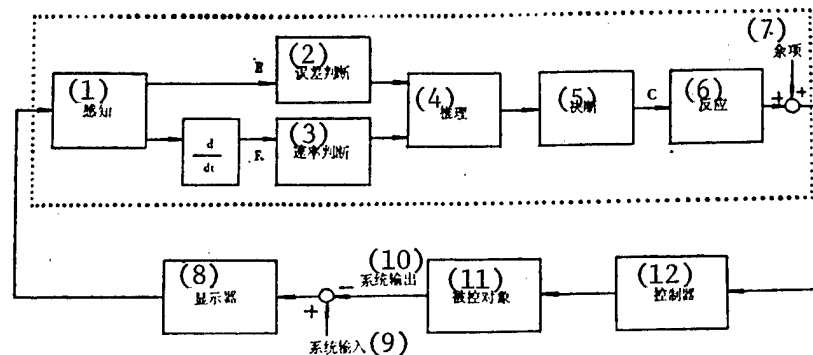 (7)
余项
(2)
误差判断
E
(1)
感知
(4)
推理
(5)
决断
C
(6)
反应
+
+
d
dt
(3)
速率判断
(8)
显示器
(10)
系统输出
−
+
系统输入(9)
(11)
被控对象
(12)
控制器